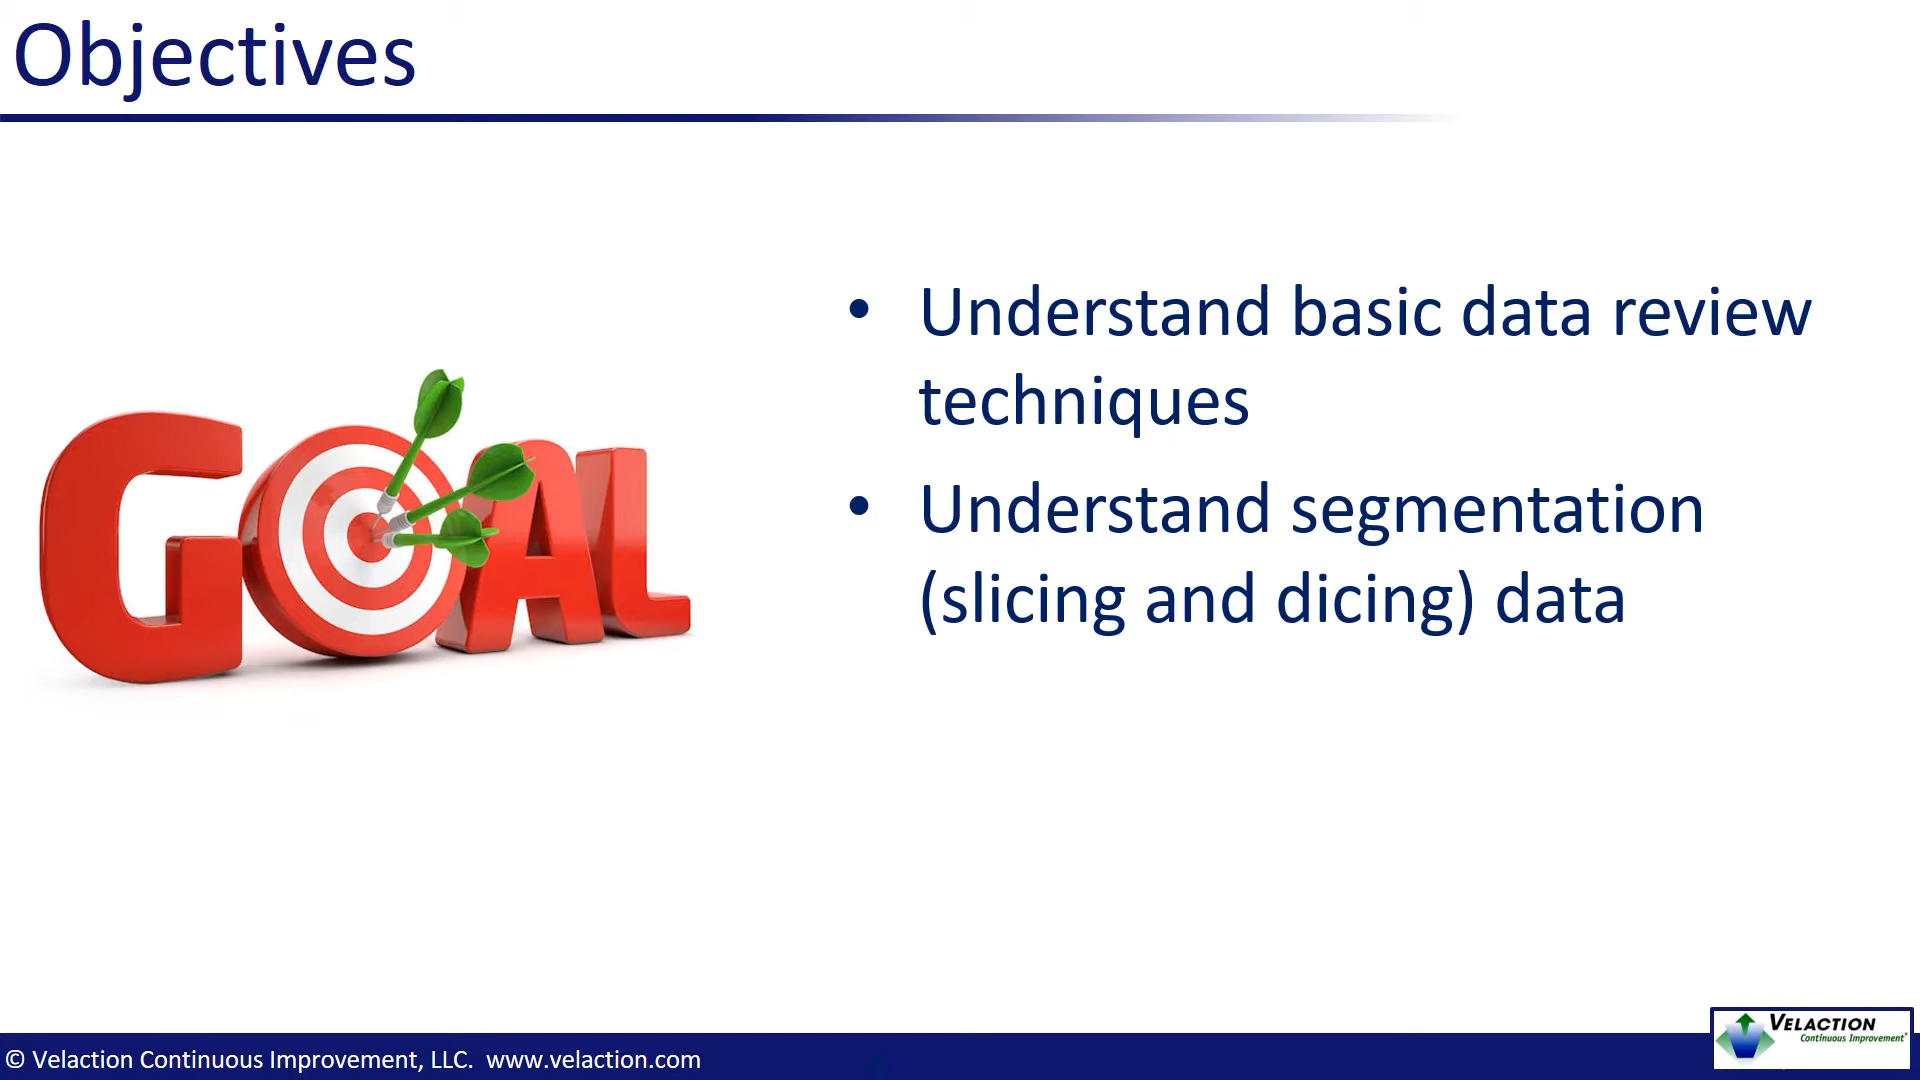 Objectives
GOAL
• Understand basic data review
techniques
• Understand segmentation
(slicing and dicing) data
© Velaction Continuous Improvement, LLC.  www.velaction.com
VELACTION
Continuous Improvement®